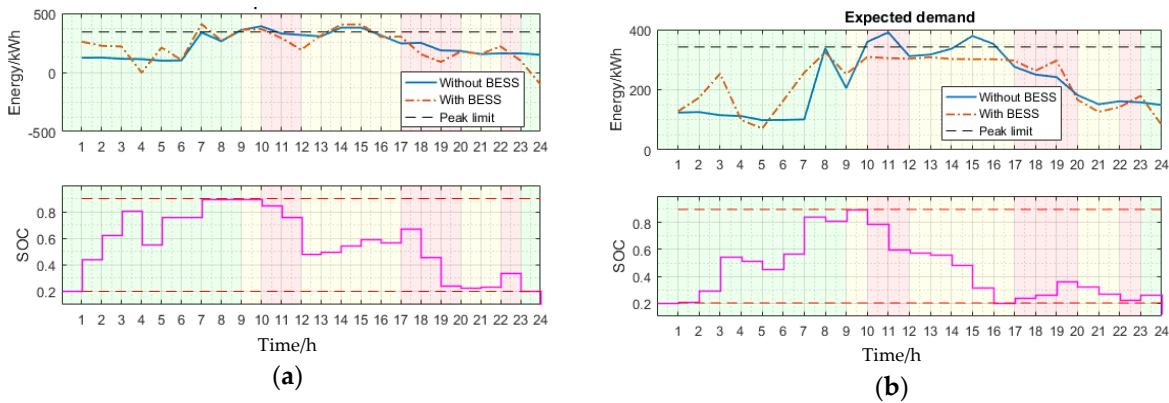 500
0
-500
Energy/kWh
Without BESS
With BESS
Peak limit
1 2 3 4 5 6 7 8 9 10 11 12 13 14 15 16 17 18 19 20 21 22 23 24
0.8
0.6
0.4
0.2
SOC
1 2 3 4 5 6 7 8 9 10 11 12 13 14 15 16 17 18 19 20 21 22 23 24
Time/h
(a)
Expected demand
400
200
0
Energy/kWh
Without BESS
With BESS
Peak limit
1 2 3 4 5 6 7 8 9 10 11 12 13 14 15 16 17 18 19 20 21 22 23 24
0.8
0.6
0.4
0.2
SOC
1 2 3 4 5 6 7 8 9 10 11 12 13 14 15 16 17 18 19 20 21 22 23 24
Time/h
(b)